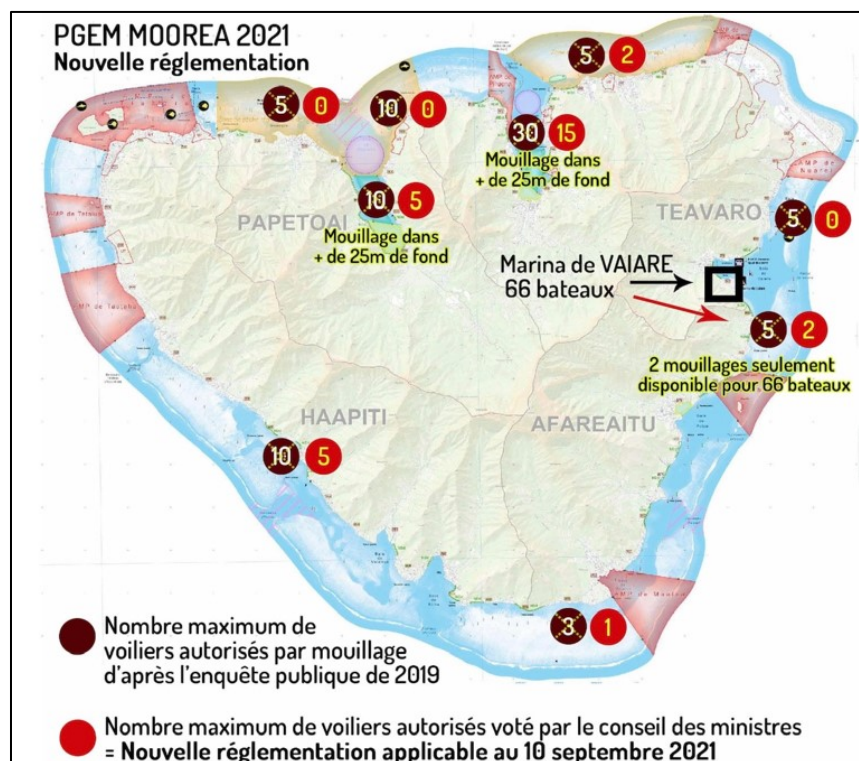 PGEM MOOREA 2021
Nouvelle réglementation
5 2
5 0
10 0
30 15
Mouillage dans
+ de 25m de fond
10 5
PAPETOAI
Mouillage dans
+ de 25m de fond
TEAVARO
5 0
Marina de VAIARE
66 bateaux
5 2
2 mouillages seulement
disponible pour 66 bateaux
HAAPITI
AFAREAITU
10 5
3 1
Nombre maximum de
voiliers autorisés par mouillage
d'après l'enquête publique de 2019
Nombre maximum de voiliers autorisés voté par le conseil des ministres
= Nouvelle réglementation applicable au 10 septembre 2021